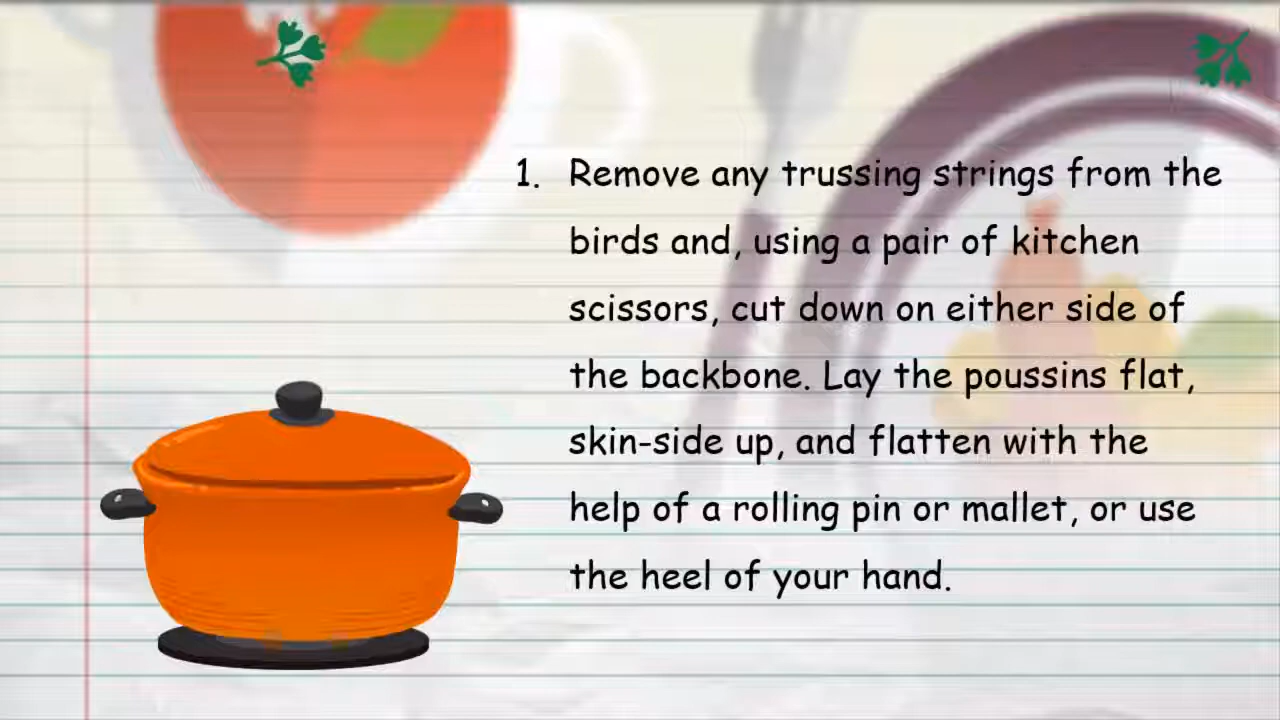 1. Remove any trussing strings from the
birds and, using a pair of kitchen
scissors, cut down on either side of
the backbone. Lay the poussins flat,
skin-side up, and flatten with the
help of a rolling pin or mallet, or use
the heel of your hand.